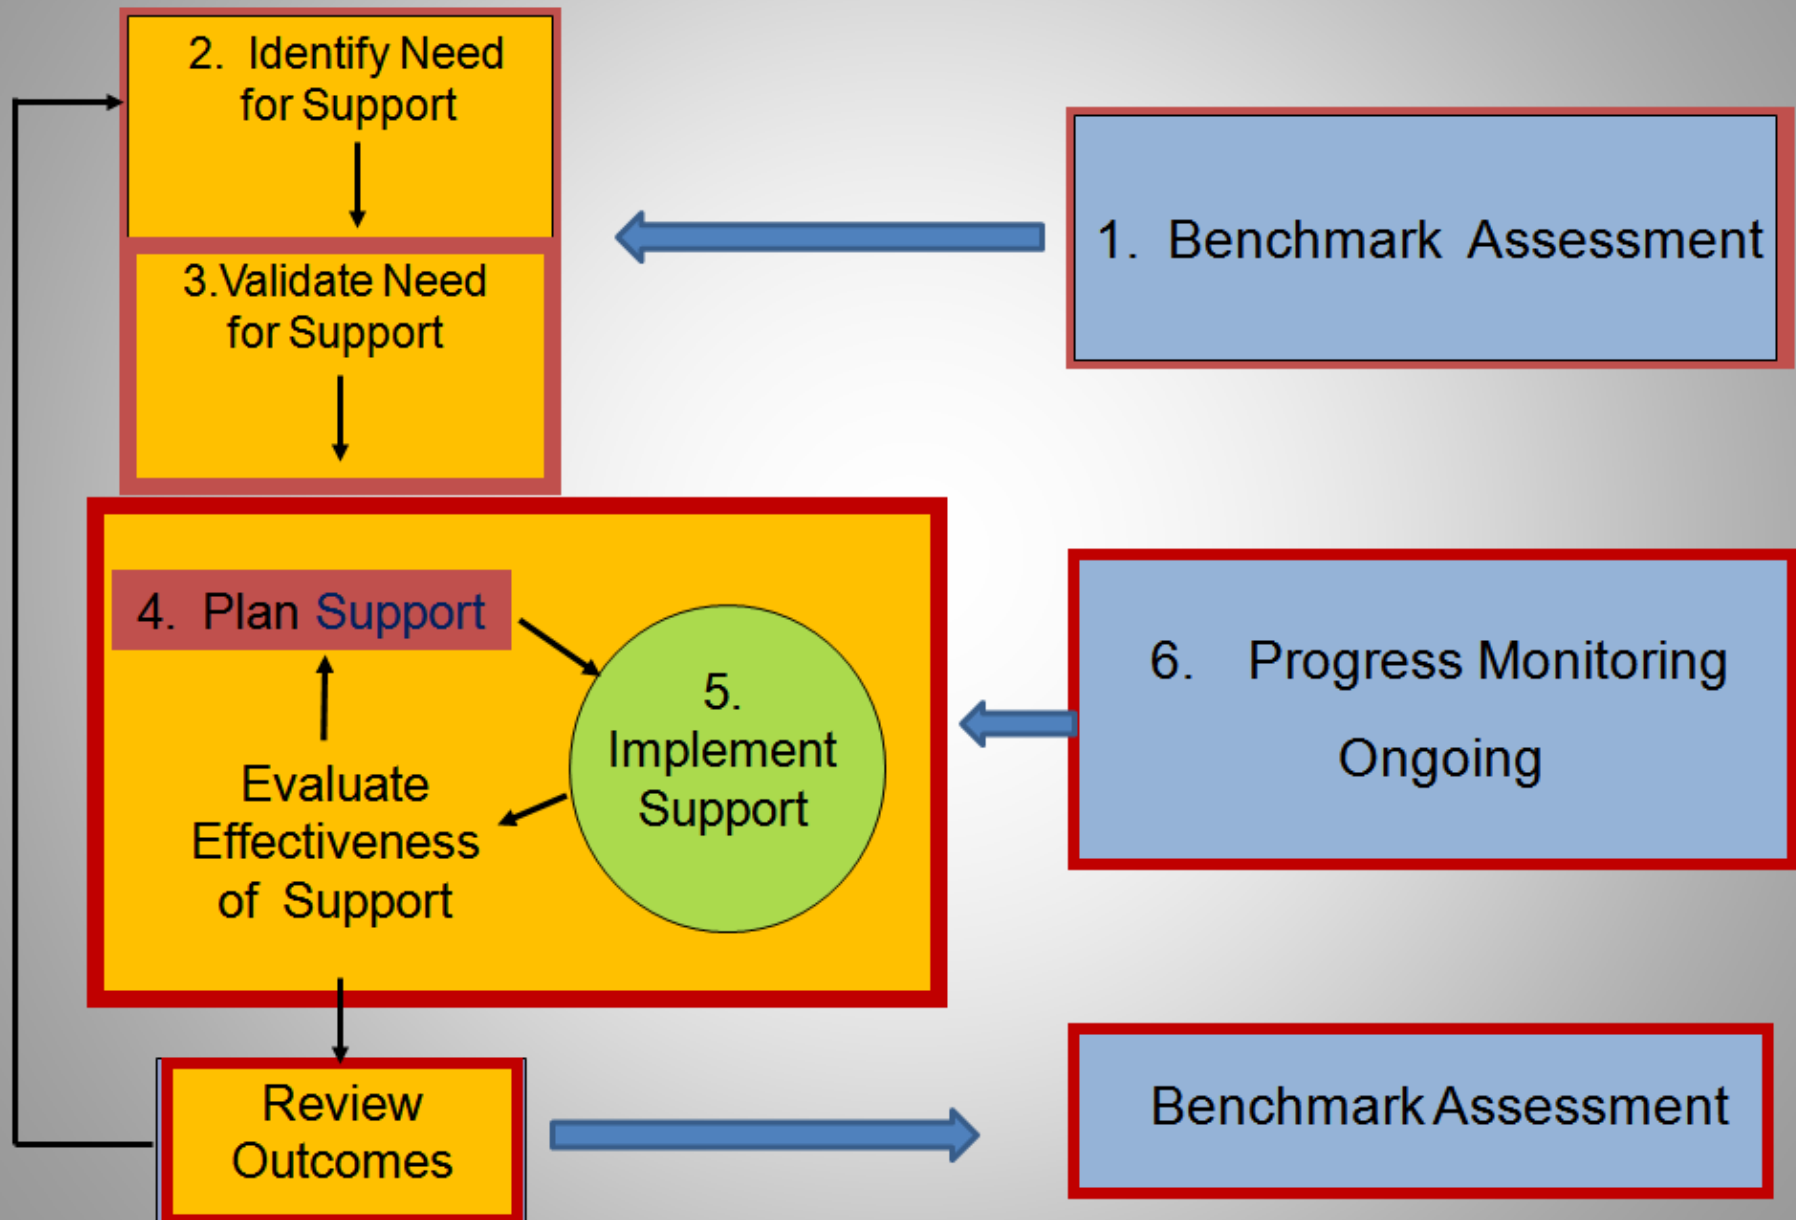 2. Identify Need
for Support
1. Benchmark Assessment
3.Validate Need
for Support
4. Plan Support
5.
Implement
Support
Evaluate
Effectiveness
of Support
6. Progress Monitoring
Ongoing
Review
Outcomes
Benchmark Assessment